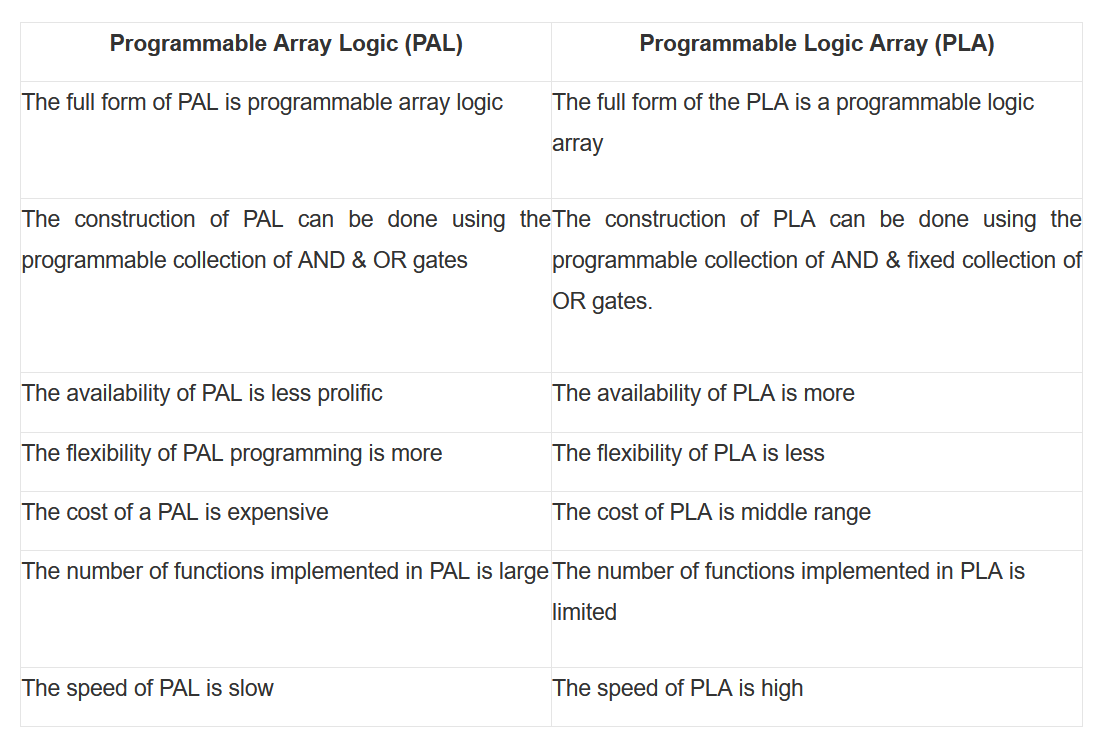 Programmable Array Logic (PAL)
Programmable Logic Array (PLA)
The full form of PAL is programmable array logic
The full form of the PLA is a programmable logic
array
The construction of PAL can be done using the
programmable collection of AND & OR gates
The construction of PLA can be done using the
programmable collection of AND & fixed collection of
OR gates.
The availability of PAL is less prolific
The availability of PLA is more
The flexibility of PAL programming is more
The flexibility of PLA is less
The cost of a PAL is expensive
The cost of PLA is middle range
The number of functions implemented in PAL is large
The number of functions implemented in PLA is
limited
The speed of PAL is slow
The speed of PLA is high